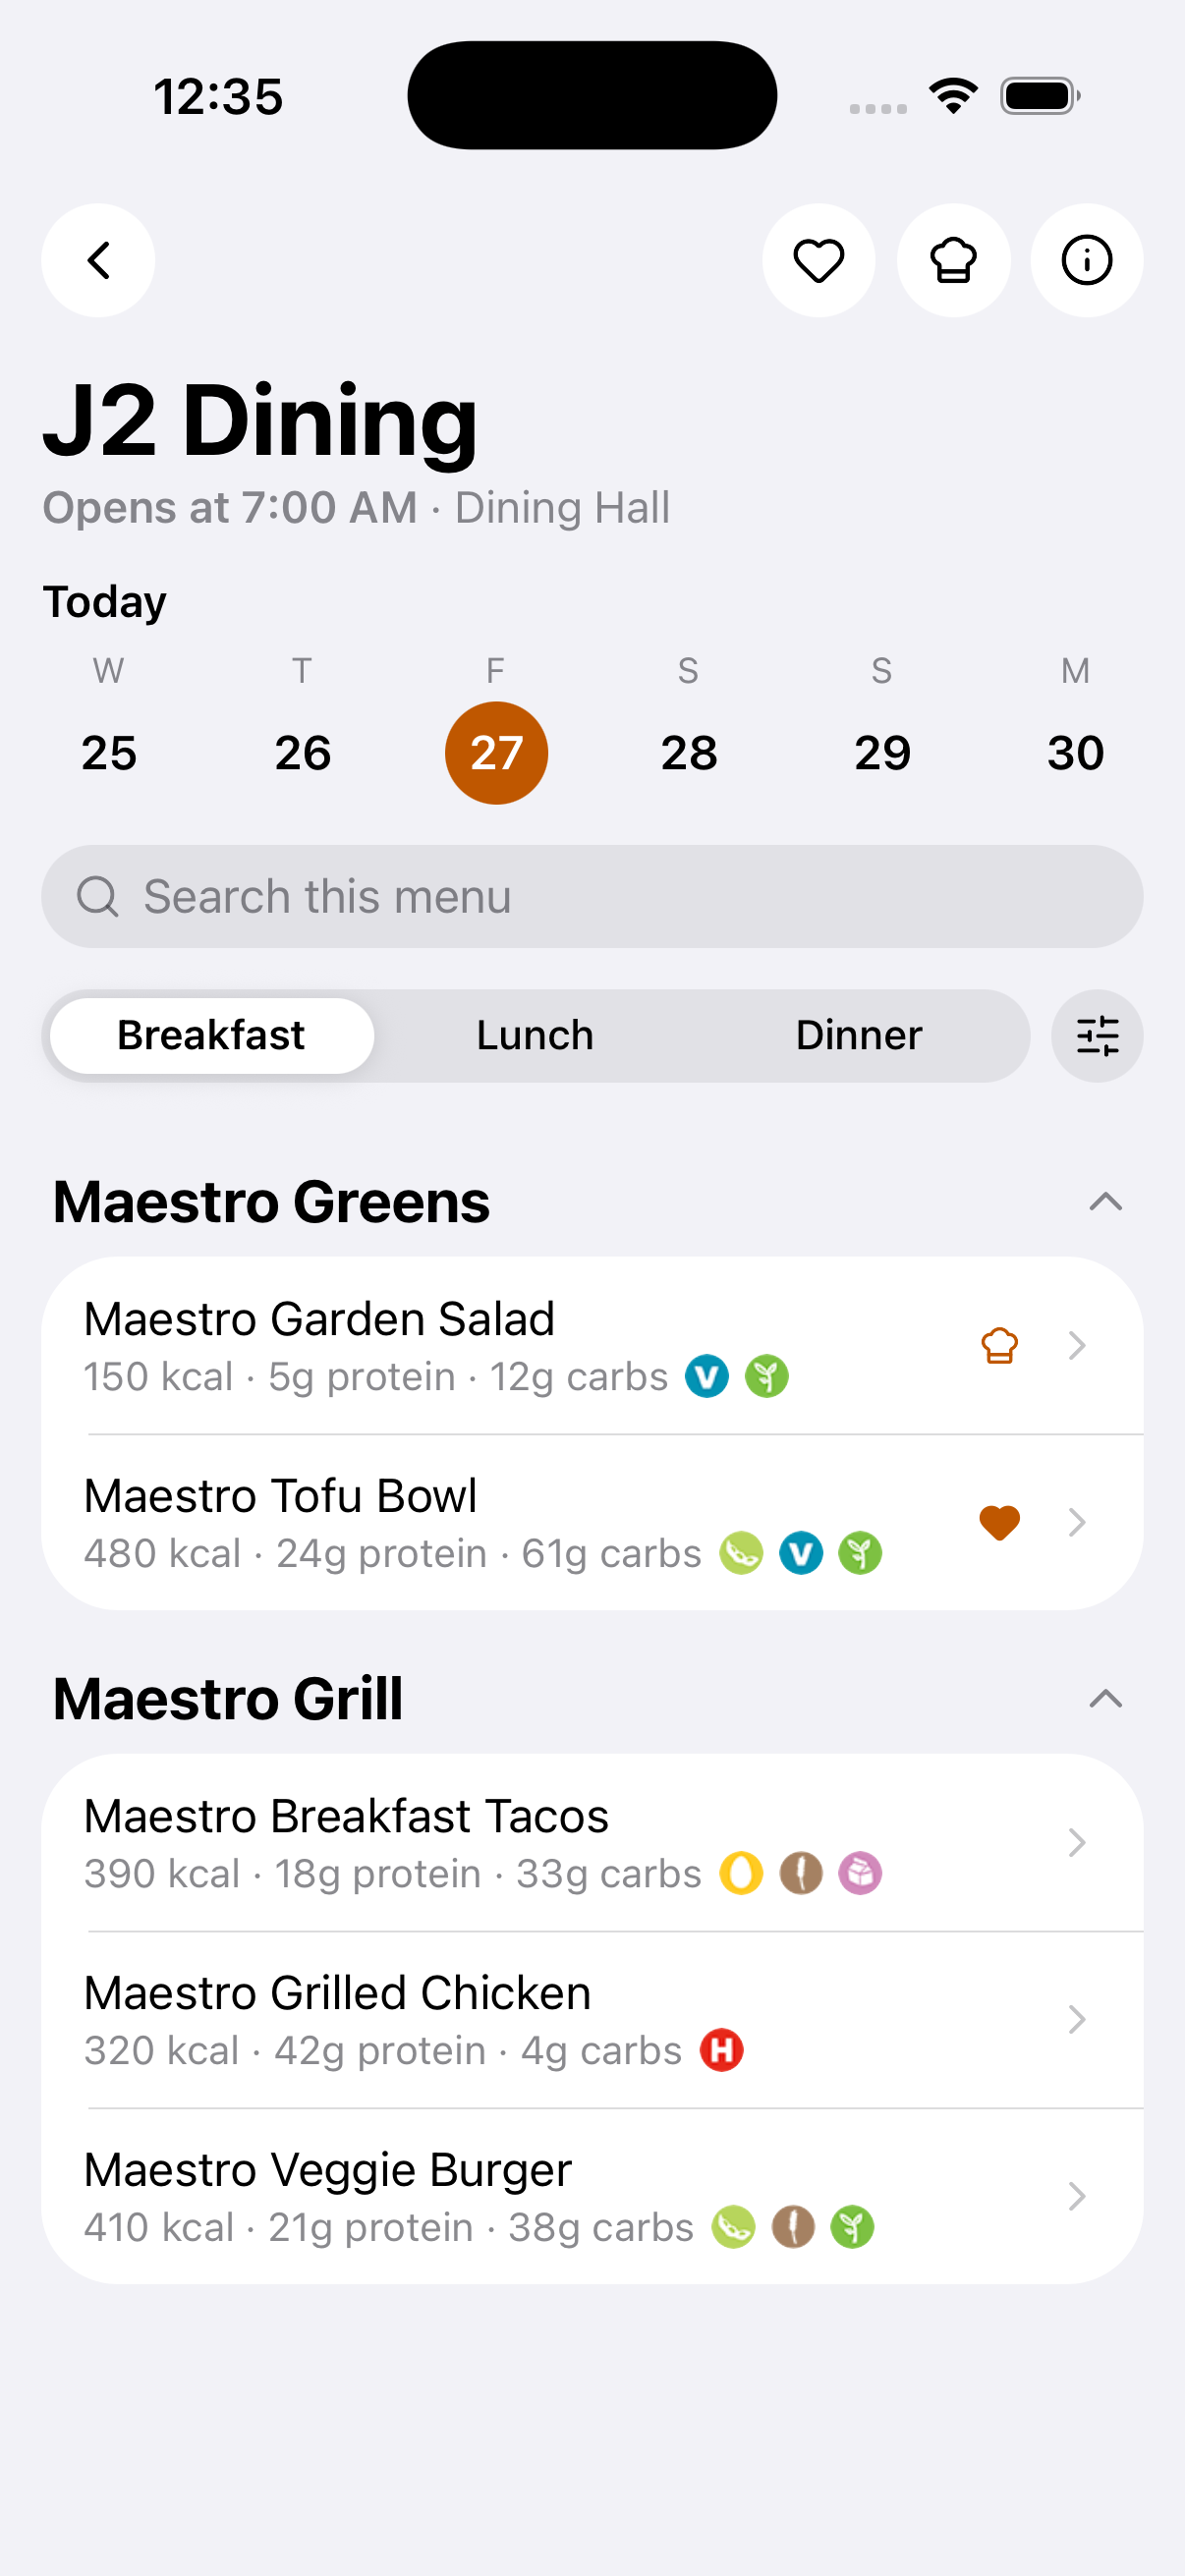 12:35
J2 Dining
Opens at 7:00 AM · Dining Hall
Today
W T F S S M
25 26 27 28 29 30
Search this menu
Breakfast Lunch Dinner
Maestro Greens
Maestro Garden Salad
150 kcal · 5g protein · 12g carbs V
Maestro Tofu Bowl
480 kcal · 24g protein · 61g carbs V
Maestro Grill
Maestro Breakfast Tacos
390 kcal · 18g protein · 33g carbs
Maestro Grilled Chicken
320 kcal · 42g protein · 4g carbs H
Maestro Veggie Burger
410 kcal · 21g protein · 38g carbs